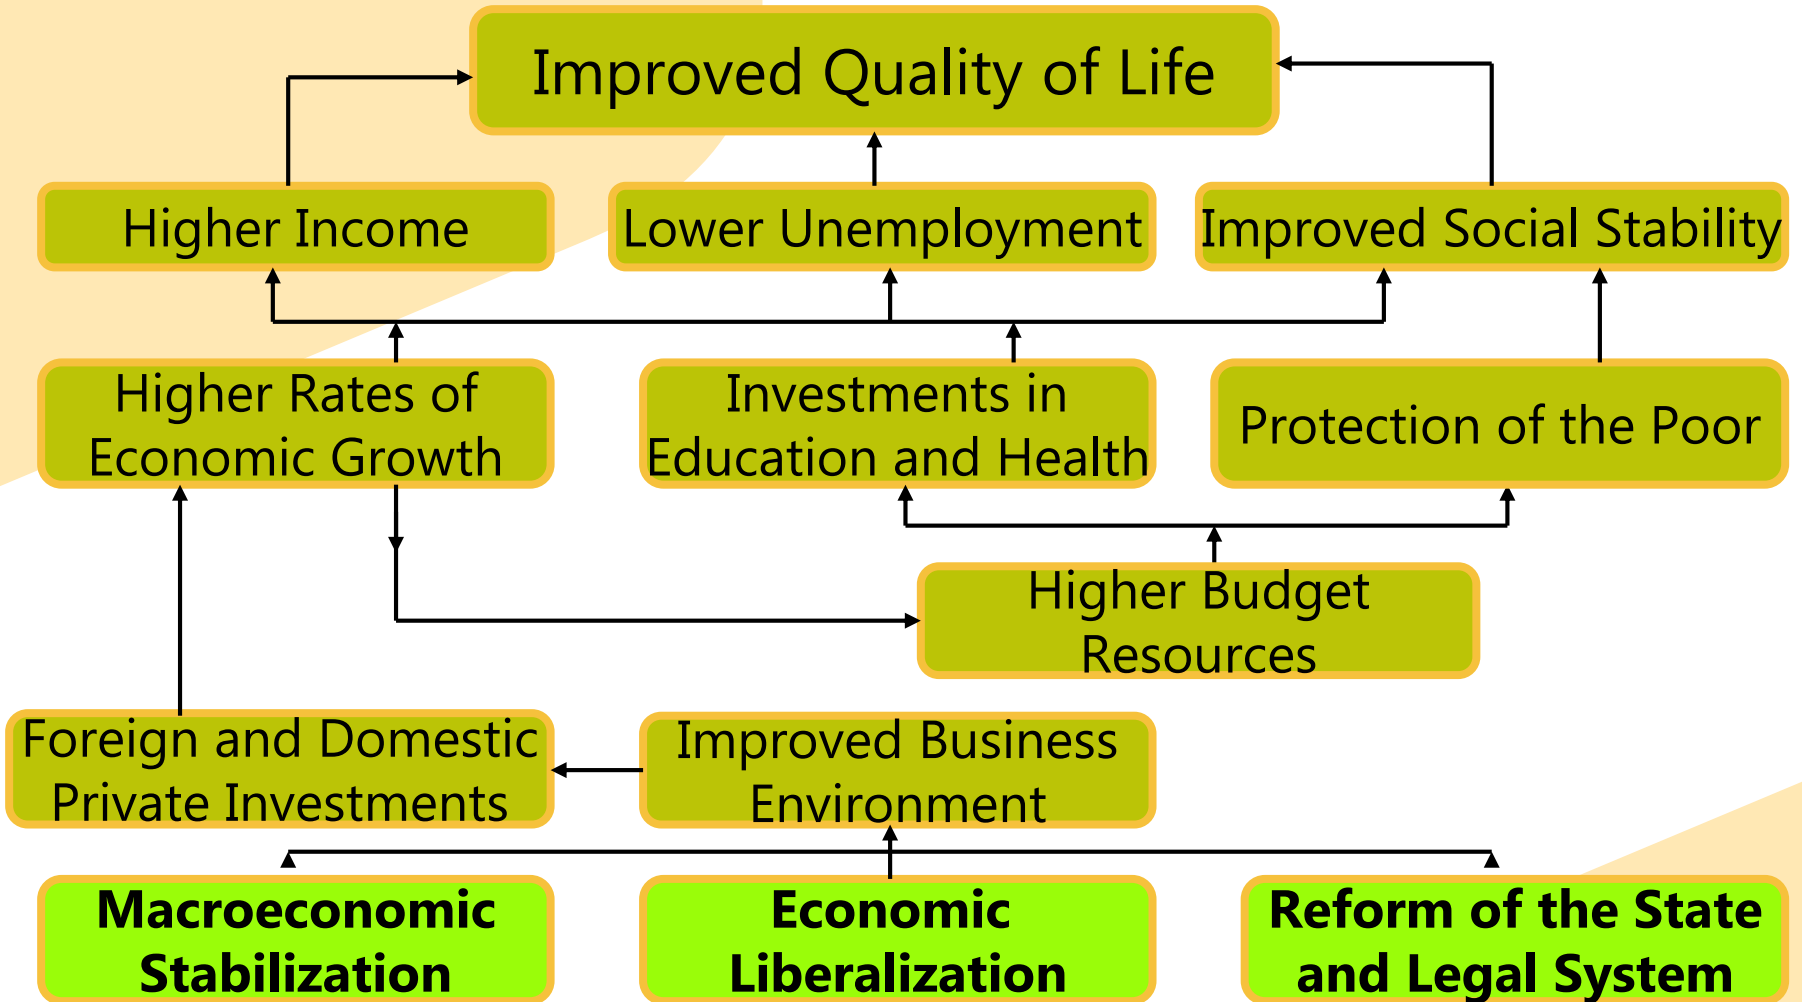 Improved Quality of Life
Higher Income
Lower Unemployment
Improved Social Stability
Higher Rates of
Economic Growth
Investments in
Education and Health
Protection of the Poor
Higher Budget
Resources
Foreign and Domestic
Private Investments
Improved Business
Environment
Macroeconomic
Stabilization
Economic
Liberalization
Reform of the State
and Legal System